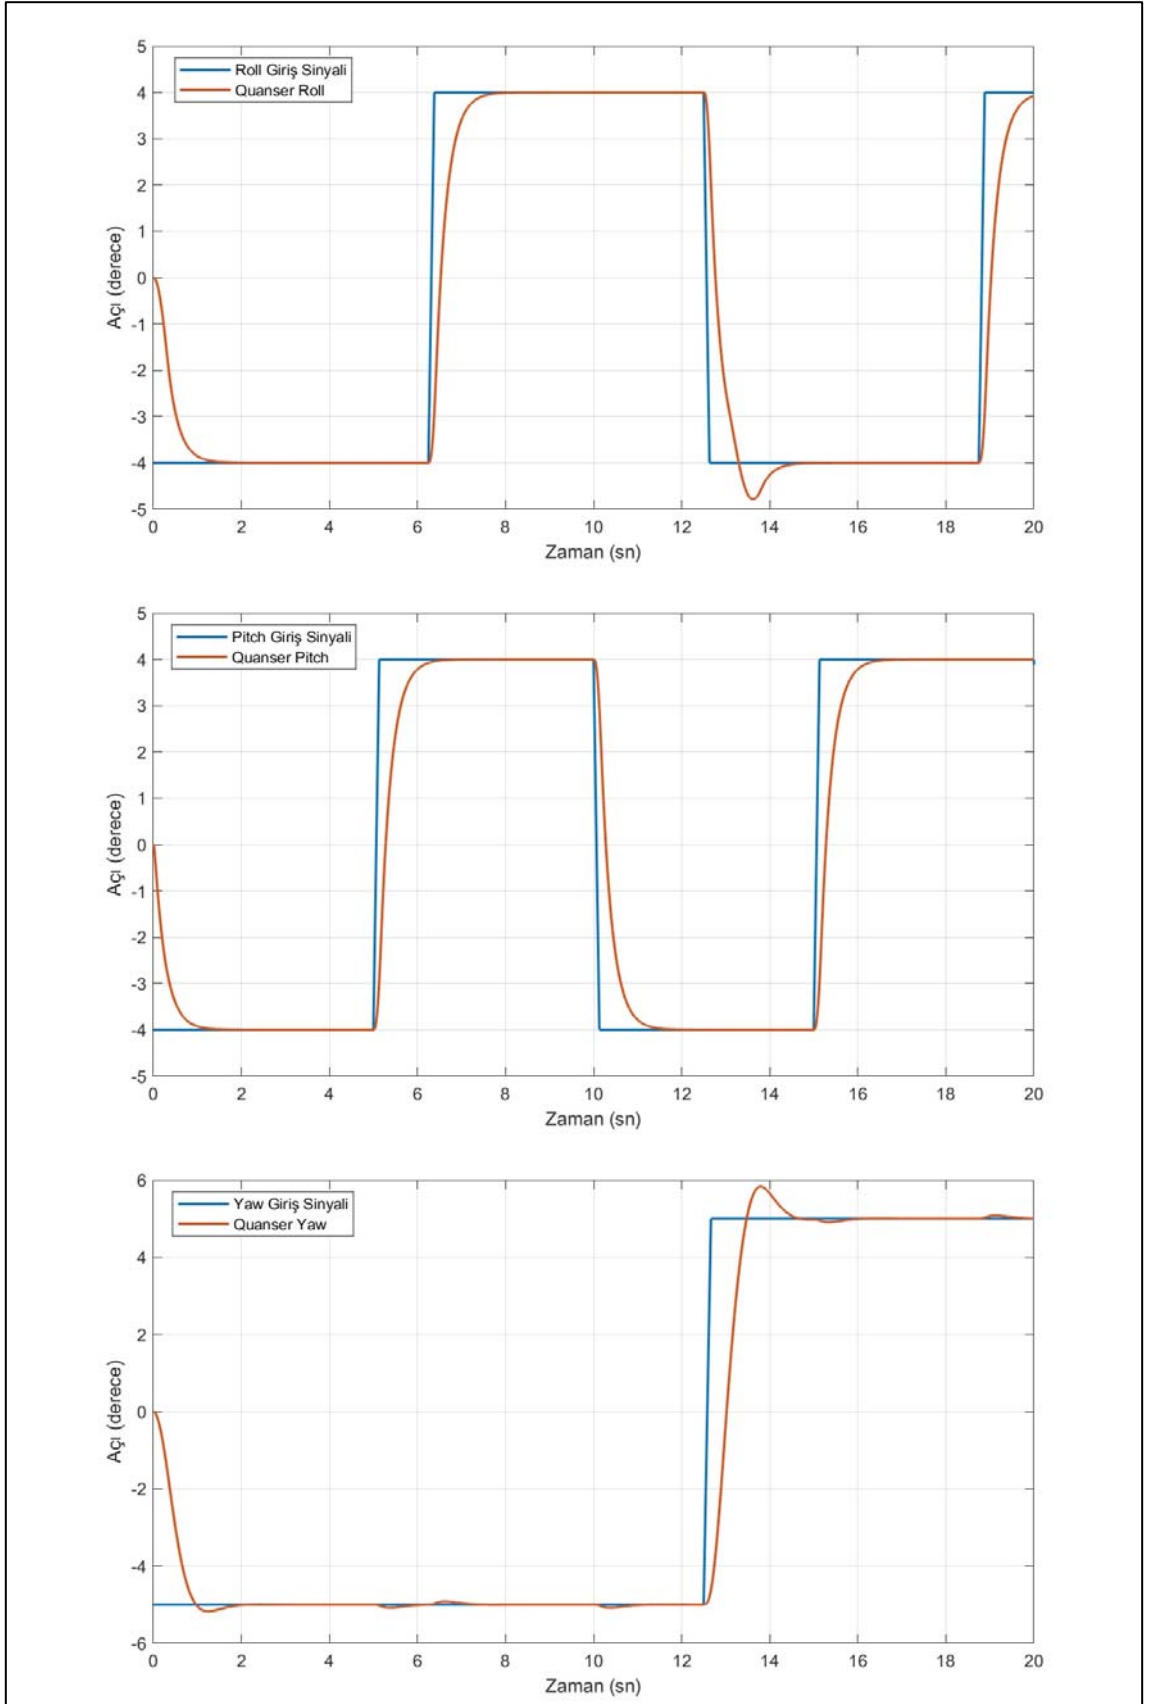 5
Roll Giriş Sinyali
Quanser Roll
4
3
2
1
0
-1
-2
-3
-4
-5
Açı (derece)
0 2 4 6 8 10 12 14 16 18 20
Zaman (sn)
5
Pitch Giriş Sinyali
Quanser Pitch
4
3
2
1
0
-1
-2
-3
-4
-5
Açı (derece)
0 2 4 6 8 10 12 14 16 18 20
Zaman (sn)
6
Yaw Giriş Sinyali
Quanser Yaw
4
2
0
-2
-4
-6
Açı (derece)
0 2 4 6 8 10 12 14 16 18 20
Zaman (sn)